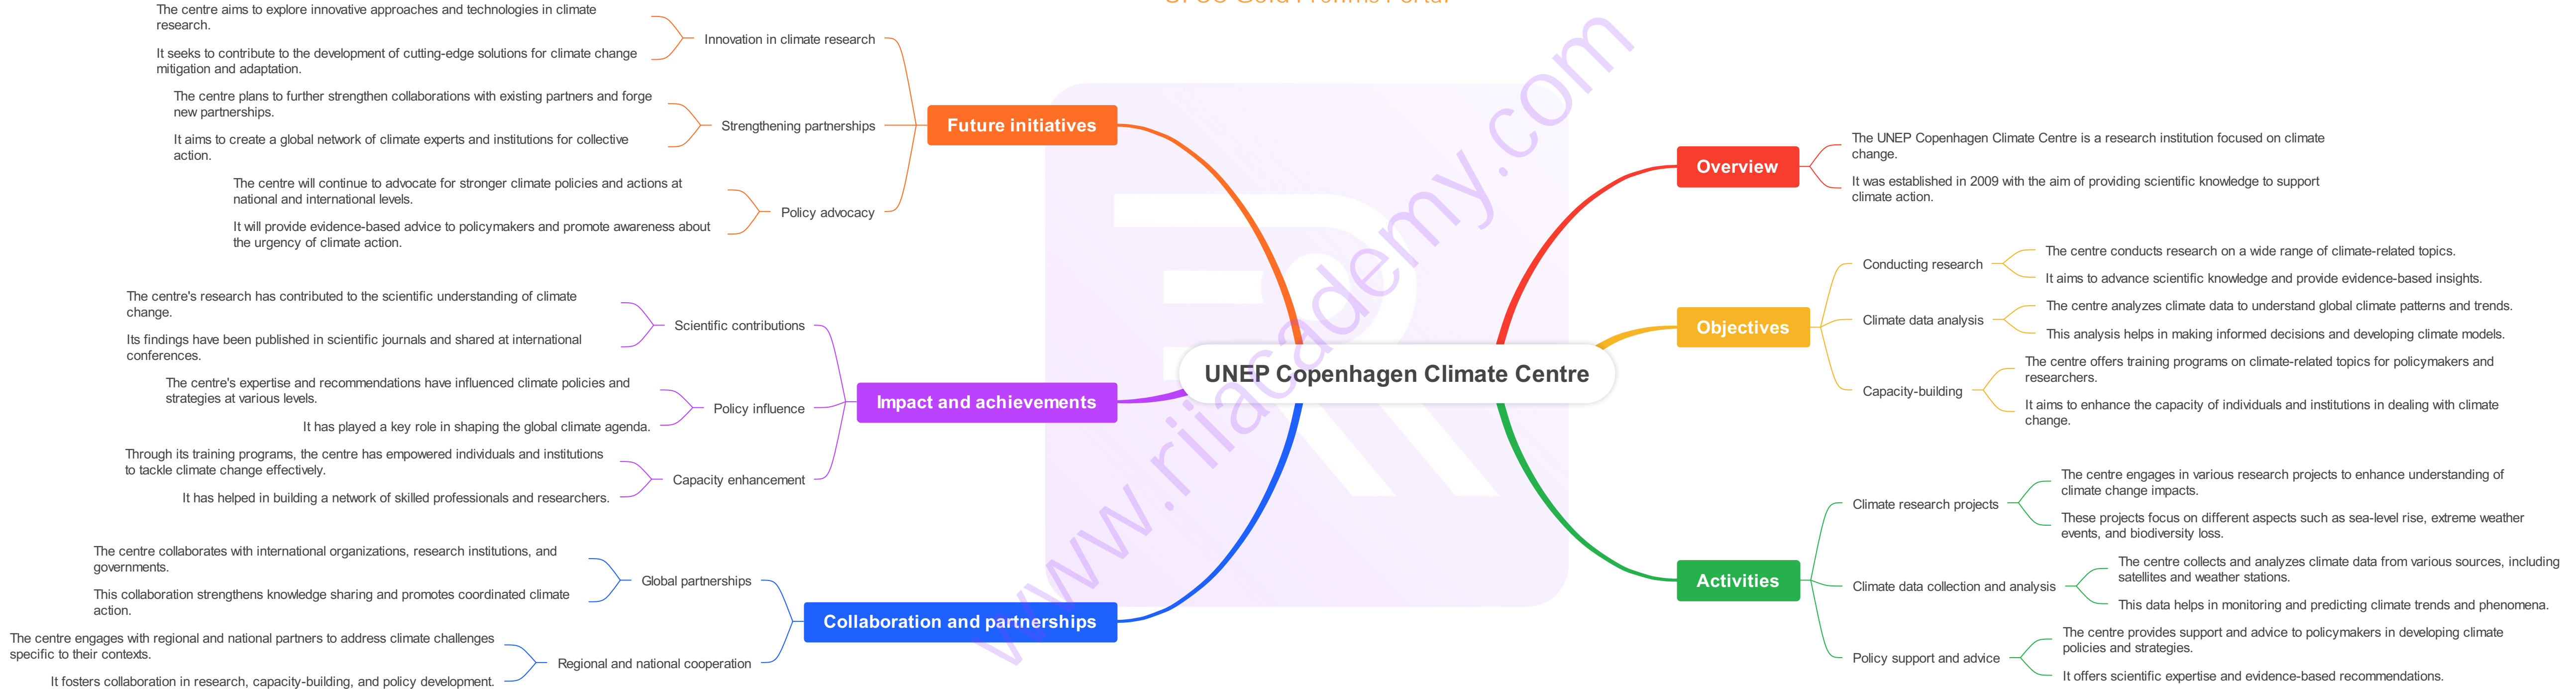 The centre aims to explore innovative approaches and technologies in climate
research.
It seeks to contribute to the development of cutting-edge solutions for climate change
mitigation and adaptation.
Innovation in climate research
The centre plans to further strengthen collaborations with existing partners and forge
new partnerships.
It aims to create a global network of climate experts and institutions for collective
action.
Strengthening partnerships
The centre will continue to advocate for stronger climate policies and actions at
national and international levels.
It will provide evidence-based advice to policymakers and promote awareness about
the urgency of climate action.
Policy advocacy
Future initiatives
The centre's research has contributed to the scientific understanding of climate
change.
Its findings have been published in scientific journals and shared at international
conferences.
Scientific contributions
The centre's expertise and recommendations have influenced climate policies and
strategies at various levels.
It has played a key role in shaping the global climate agenda.
Policy influence
Through its training programs, the centre has empowered individuals and institutions
to tackle climate change effectively.
It has helped in building a network of skilled professionals and researchers.
Capacity enhancement
Impact and achievements
The centre collaborates with international organizations, research institutions, and
governments.
This collaboration strengthens knowledge sharing and promotes coordinated climate
action.
Global partnerships
The centre engages with regional and national partners to address climate challenges
specific to their contexts.
It fosters collaboration in research, capacity-building, and policy development.
Regional and national cooperation
Collaboration and partnerships
UNEP Copenhagen Climate Centre
www.riiacademy.com
Overview
The UNEP Copenhagen Climate Centre is a research institution focused on climate
change.
It was established in 2009 with the aim of providing scientific knowledge to support
climate action.
Objectives
Conducting research
The centre conducts research on a wide range of climate-related topics.
It aims to advance scientific knowledge and provide evidence-based insights.
Climate data analysis
The centre analyzes climate data to understand global climate patterns and trends.
This analysis helps in making informed decisions and developing climate models.
Capacity-building
The centre offers training programs on climate-related topics for policymakers and
researchers.
It aims to enhance the capacity of individuals and institutions in dealing with climate
change.
Activities
Climate research projects
The centre engages in various research projects to enhance understanding of
climate change impacts.
These projects focus on different aspects such as sea-level rise, extreme weather
events, and biodiversity loss.
Climate data collection and analysis
The centre collects and analyzes climate data from various sources, including
satellites and weather stations.
This data helps in monitoring and predicting climate trends and phenomena.
Policy support and advice
The centre provides support and advice to policymakers in developing climate
policies and strategies.
It offers scientific expertise and evidence-based recommendations.